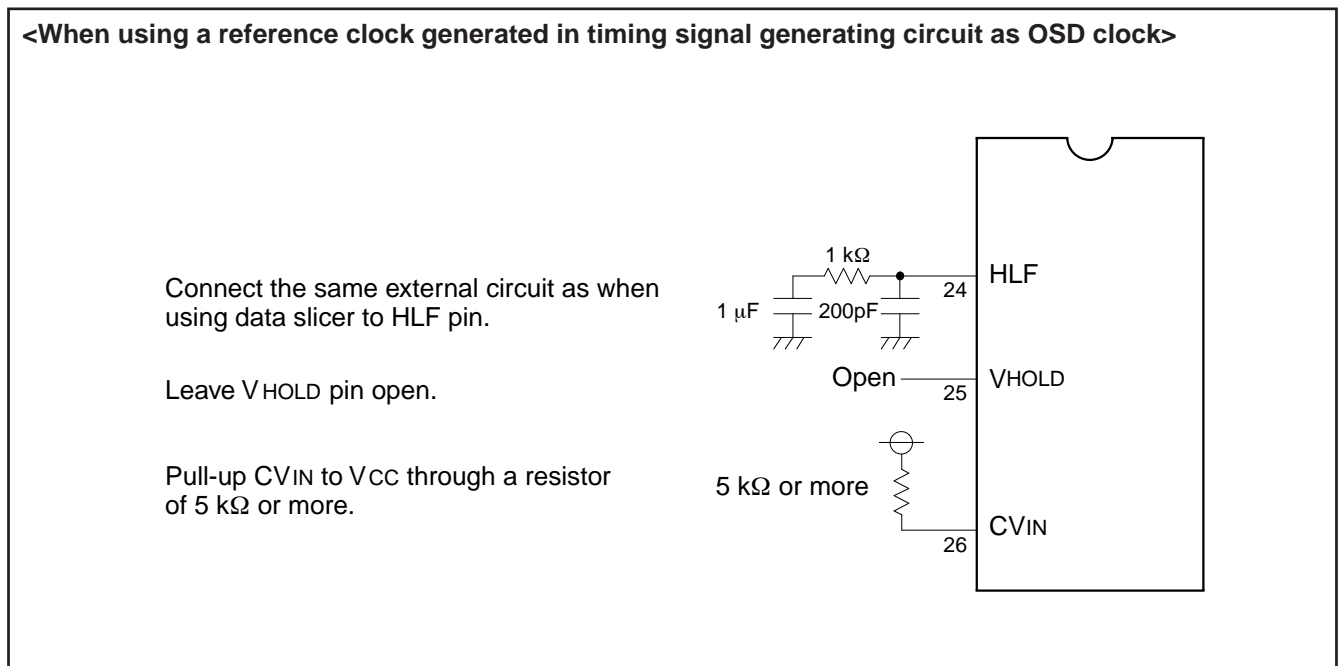 <When using a reference clock generated in timing signal generating circuit as OSD clock>
Connect the same external circuit as when
using data slicer to HLF pin.
Leave VHOLD pin open.
Pull-up CVIN to VCC through a resistor
of 5 kΩ or more.
1 kΩ
1 µF
200pF
24
HLF
Open
25
VHOLD
5 kΩ or more
26
CVIN